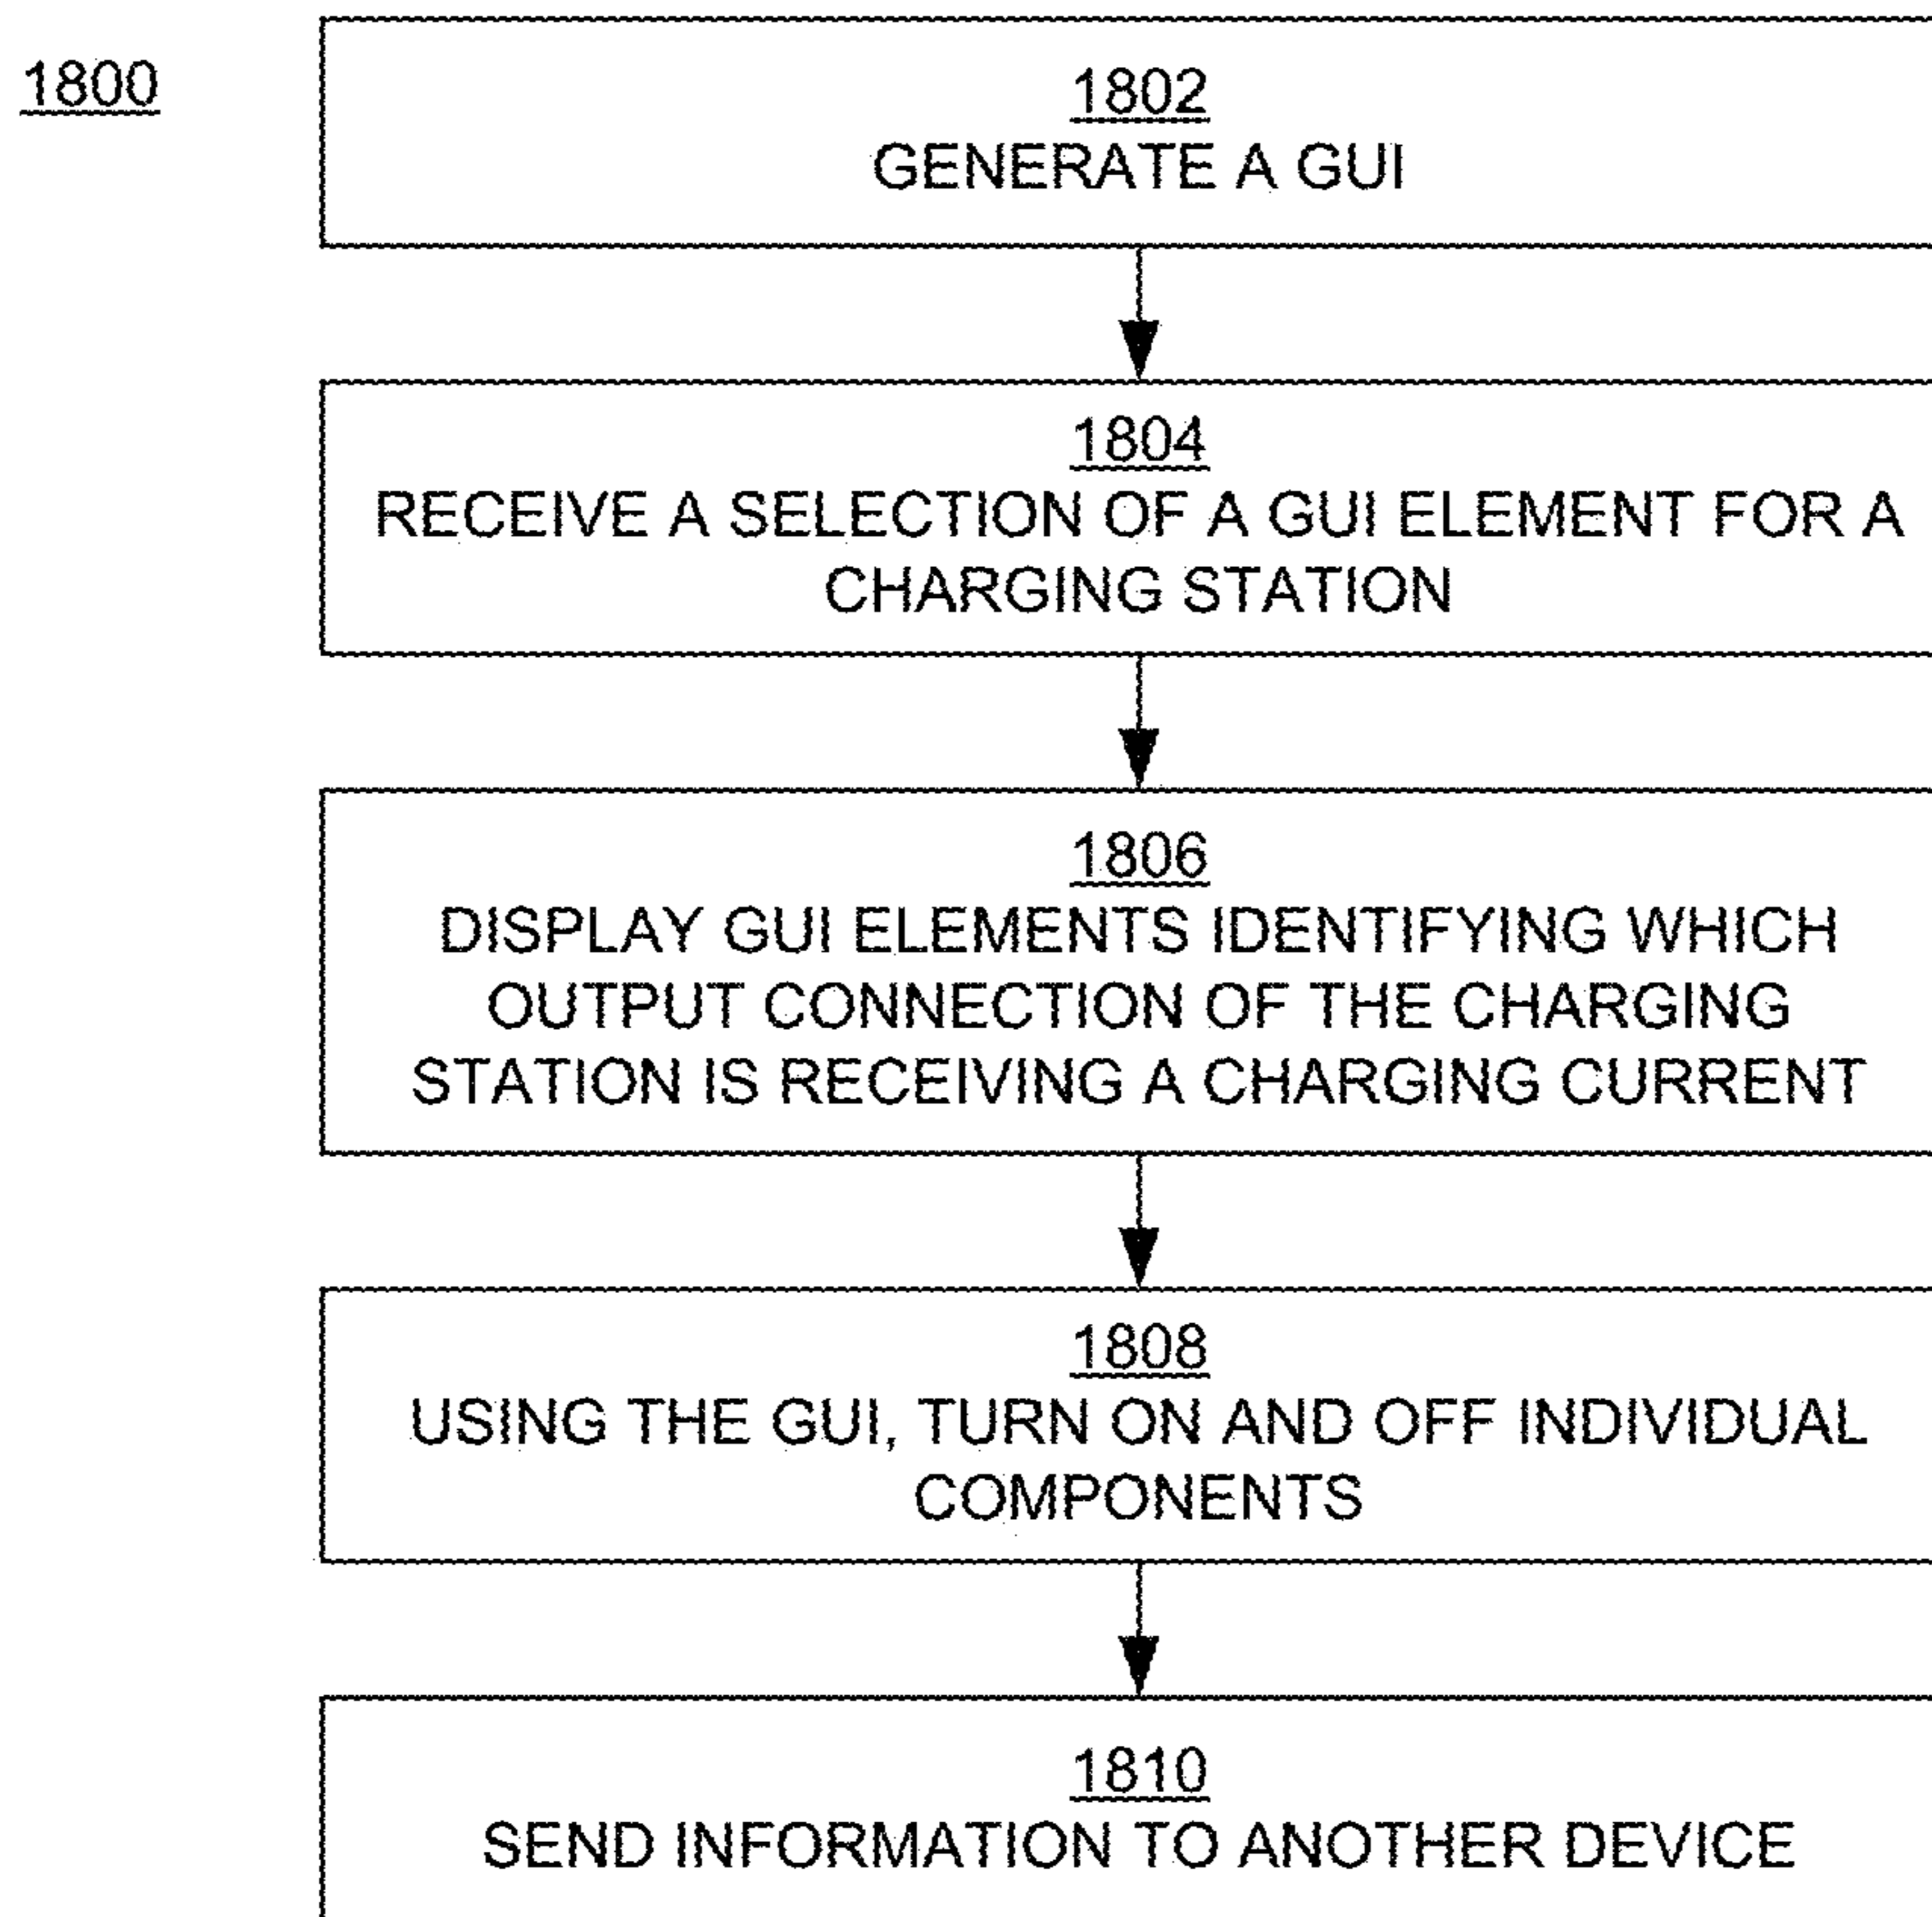 1800
1802
GENERATE A GUI
1804
RECEIVE A SELECTION OF A GUI ELEMENT FOR A
CHARGING STATION
1806
DISPLAY GUI ELEMENTS IDENTIFYING WHICH
OUTPUT CONNECTION OF THE CHARGING
STATION IS RECEIVING A CHARGING CURRENT
1808
USING THE GUI, TURN ON AND OFF INDIVIDUAL
COMPONENTS
1810
SEND INFORMATION TO ANOTHER DEVICE